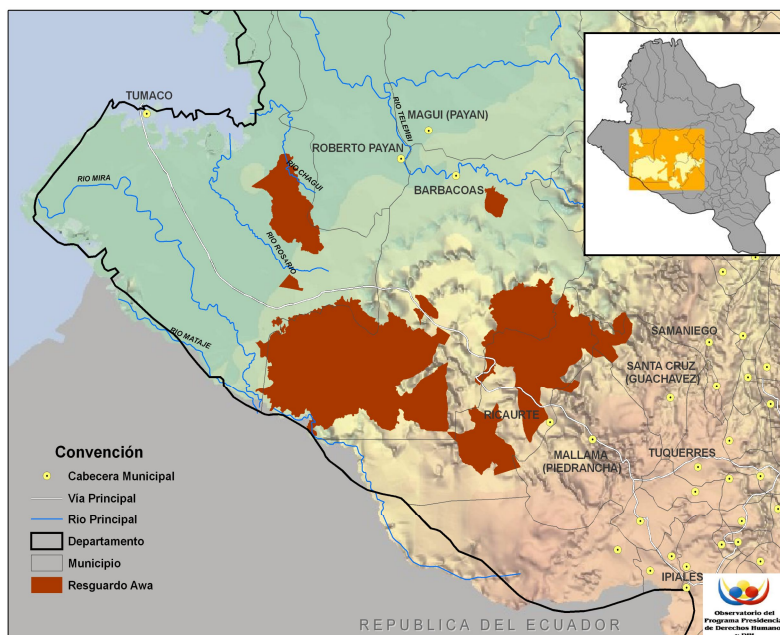 TUMACO
MAGUI (PAYAN)
RIO TELEMBI
ROBERTO PAYAN
RIO CHAGUI
RIO MIRA
BARBACOAS
RIO ROSARIO
RIO MATAJE
SAMANIEGO
SANTA CRUZ
(GUACHAVEZ)
RICAURTE
MALLAMA
(PIEDRANCHA)
TUQUERRES
IPIALES
REPUBLICA DEL ECUADOR
Convención
Cabecera Municipal
Via Principal
Rio Principal
Departamento
Municipio
Resguardo Awa
Observatorio del
Programa Presidencial
de Derechos Humanos
y DIH